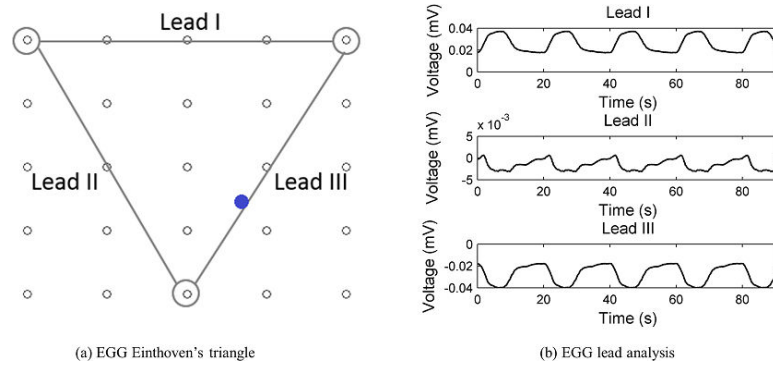 Lead I
Lead II
Lead III
(a) EGG Einthoven's triangle
Lead I
Voltage (mV)
0.04
0.02
0
0 20 40 60 80
Time (s)
Lead II
x 10^-3
Voltage (mV)
5
0
-5
0 20 40 60 80
Time (s)
Lead III
Voltage (mV)
0
-0.02
-0.04
0 20 40 60 80
Time (s)
(b) EGG lead analysis